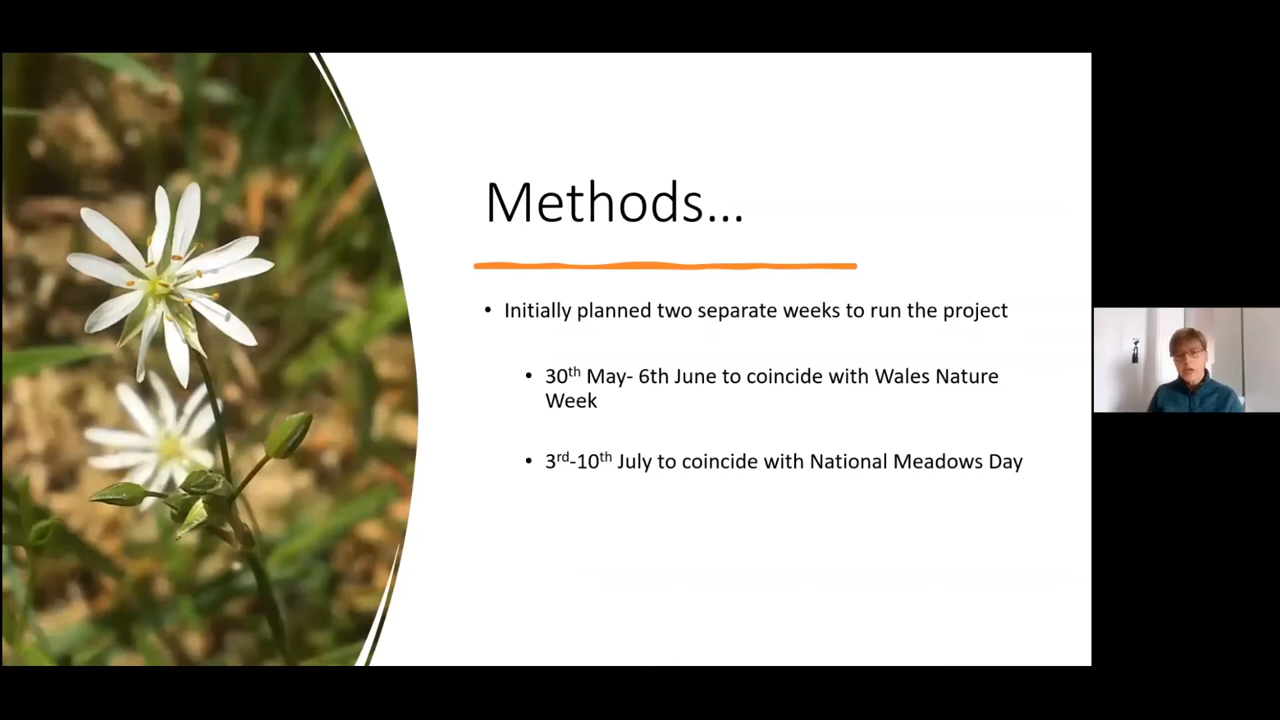 Methods...
• Initially planned two separate weeks to run the project
• 30th May- 6th June to coincide with Wales Nature
Week
• 3rd-10th July to coincide with National Meadows Day